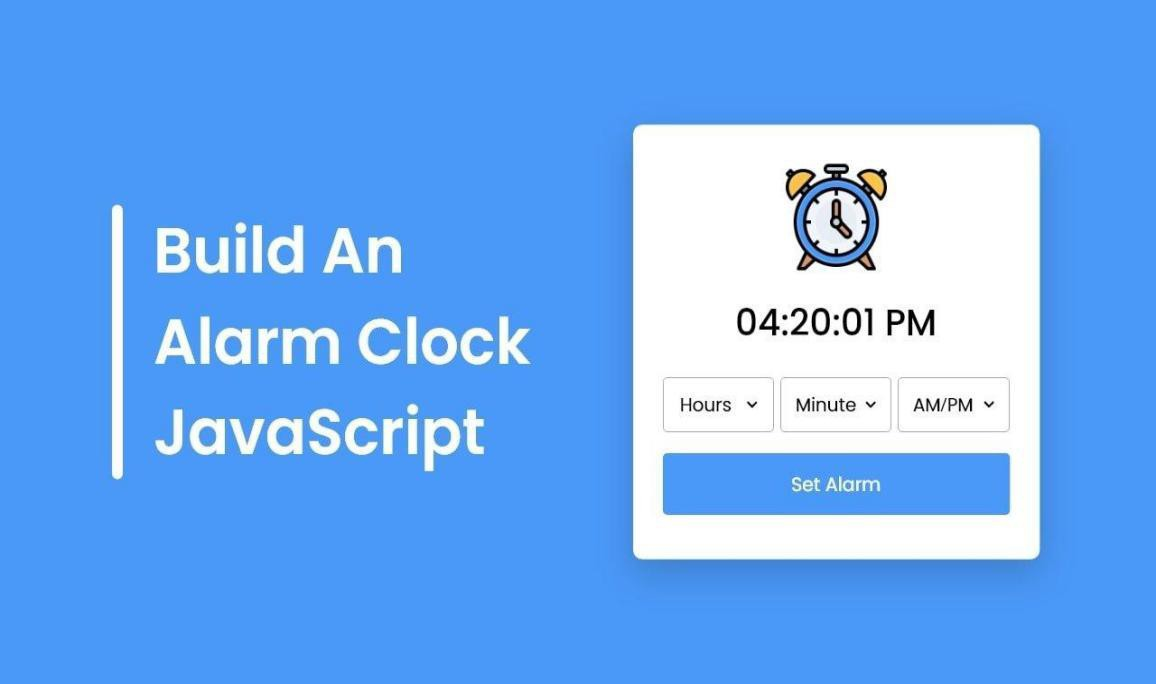 Build An
Alarm Clock
JavaScript
04:20:01 PM
Hours
Minute
AM/PM
Set Alarm